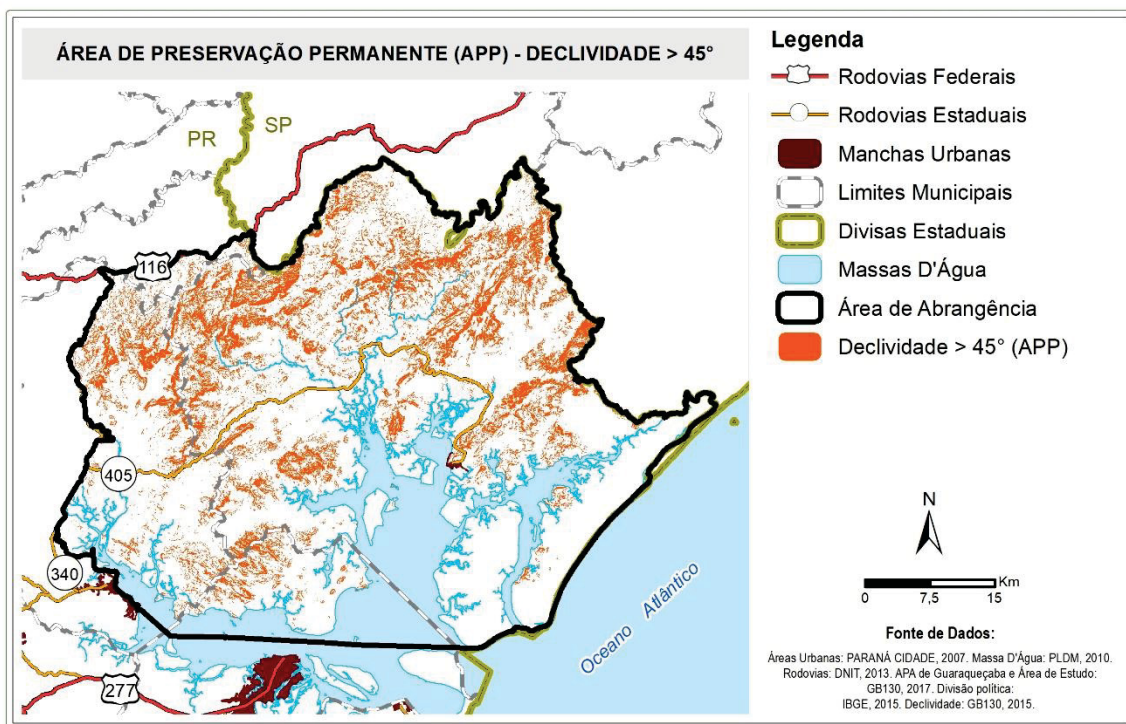 ÁREA DE PRESERVAÇÃO PERMANENTE (APP) - DECLIVIDADE > 45°
PR
SP
116
405
340
277
Oceano Atlântico
Legenda
Rodovias Federais
Rodovias Estaduais
Manchas Urbanas
Limites Municipais
Divisas Estaduais
Massas D'Água
Área de Abrangência
Declividade > 45° (APP)
N
Km
0 7,5 15
Fonte de Dados:
Áreas Urbanas: PARANÁ CIDADE, 2007. Massa D'Água: PLDM, 2010.
Rodovias: DNIT, 2013. APA de Guaraqueçaba e Área de Estudo:
GB130, 2017. Divisão política:
IBGE, 2015. Declividade: GB130, 2015.